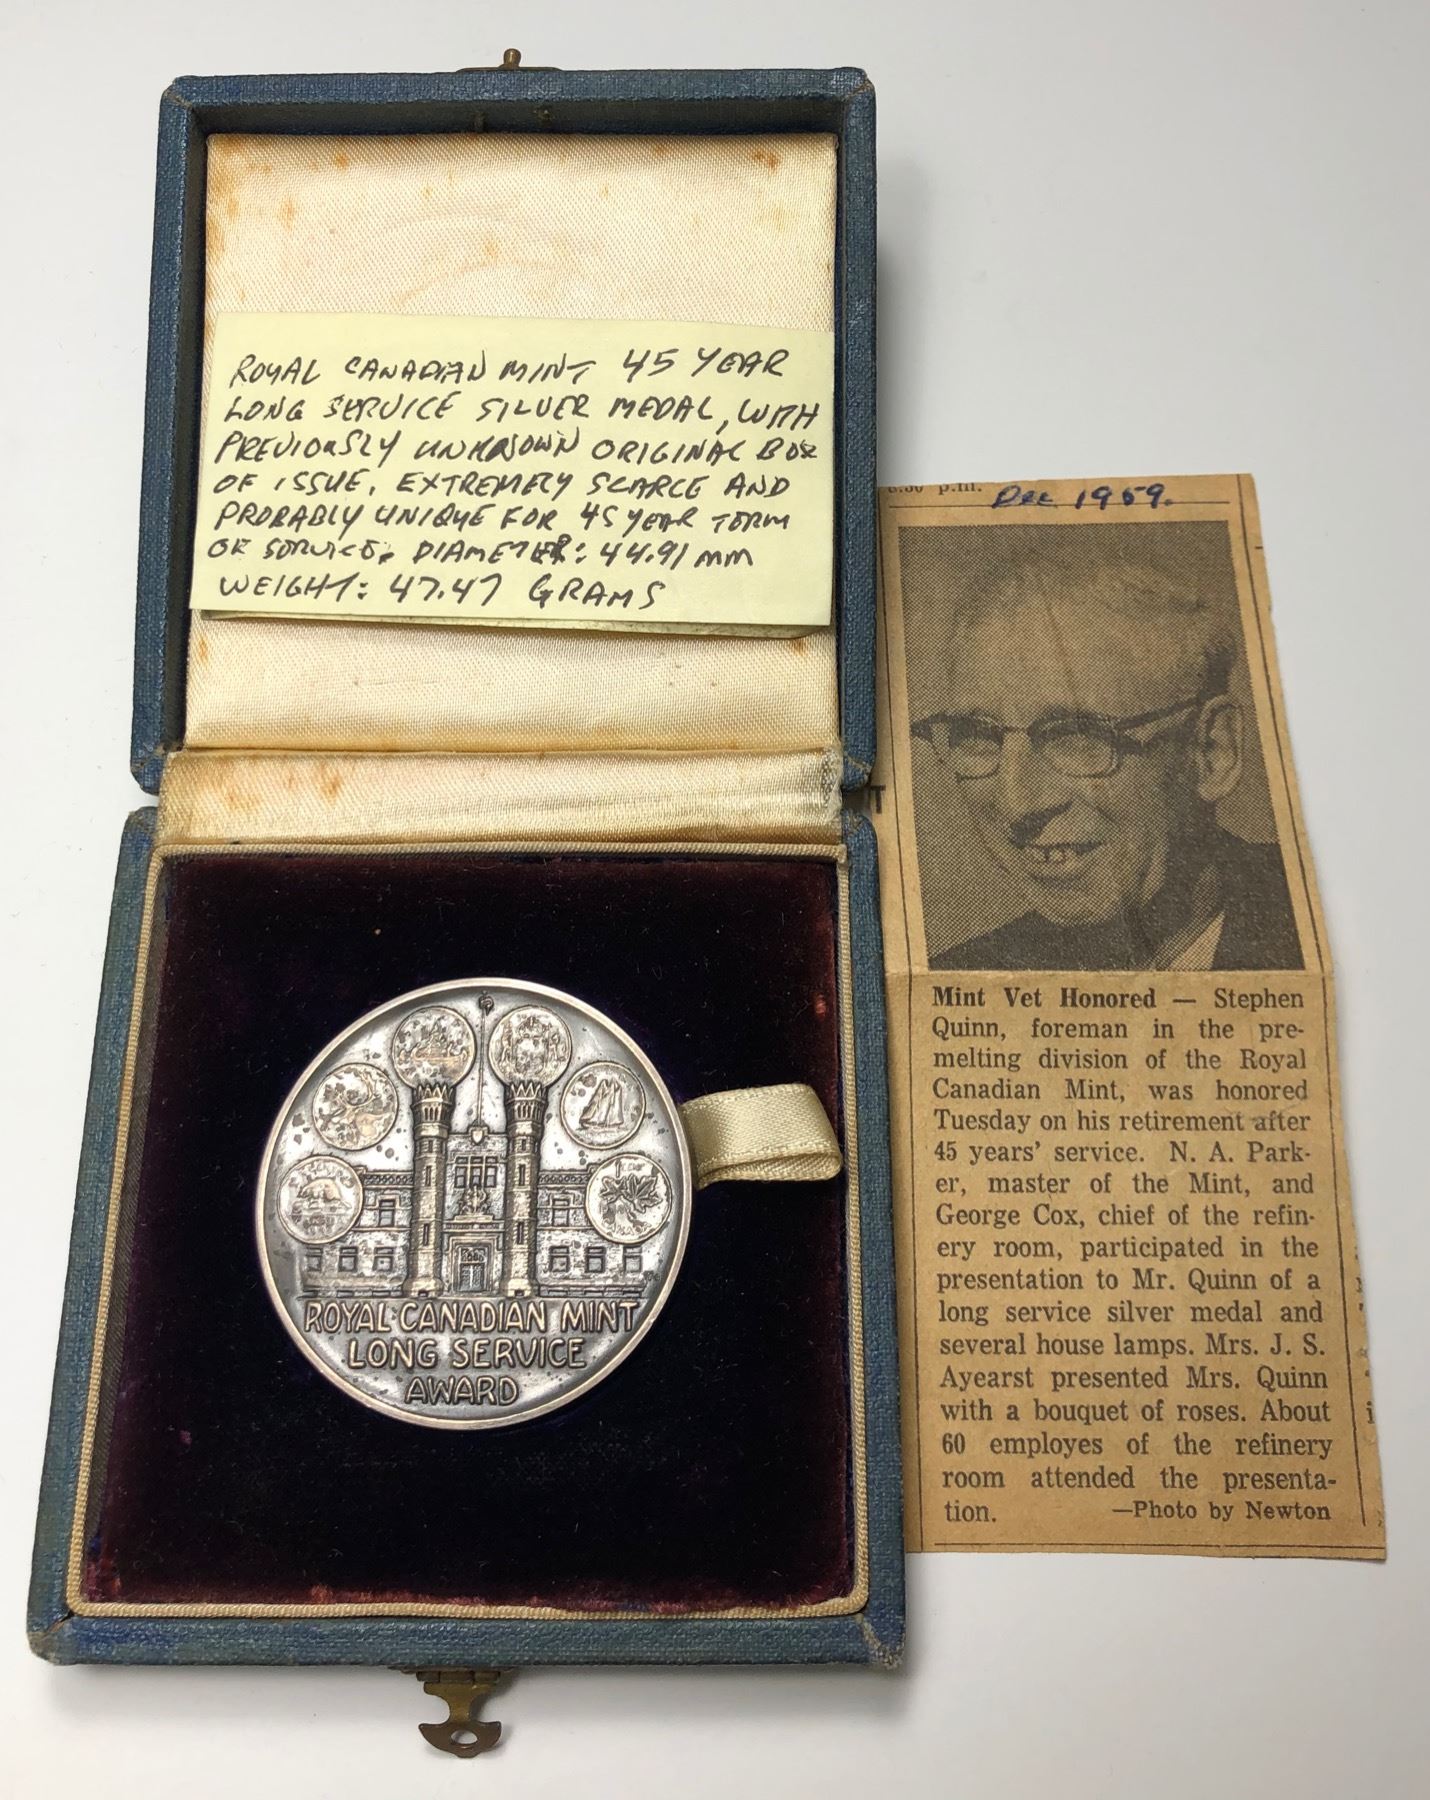 ROYAL CANADIAN MINT 45 YEAR
LONG SERVICE SILVER MEDAL, WITH
PREVIOUSLY UNKNOWN ORIGINAL BOX
OF ISSUE. EXTREMELY SCARCE AND
PROBABLY UNIQUE FOR 45 YEAR TERM
OF SERVICE. DIAMETER: 44.91 mm
WEIGHT: 47.47 GRAMS
ROYAL CANADIAN MINT
LONG SERVICE
AWARD
p.m.
Dec 1959.
T
Mint Vet Honored — Stephen
Quinn, foreman in the pre-
melting division of the Royal
Canadian Mint, was honored
Tuesday on his retirement after
45 years' service. N. A. Park-
er, master of the Mint, and
George Cox, chief of the refin-
ery room, participated in the
presentation to Mr. Quinn of a
long service silver medal and
several house lamps. Mrs. J. S.
Ayearst presented Mrs. Quinn
with a bouquet of roses. About
60 employes of the refinery
room attended the presenta-
tion. —Photo by Newton